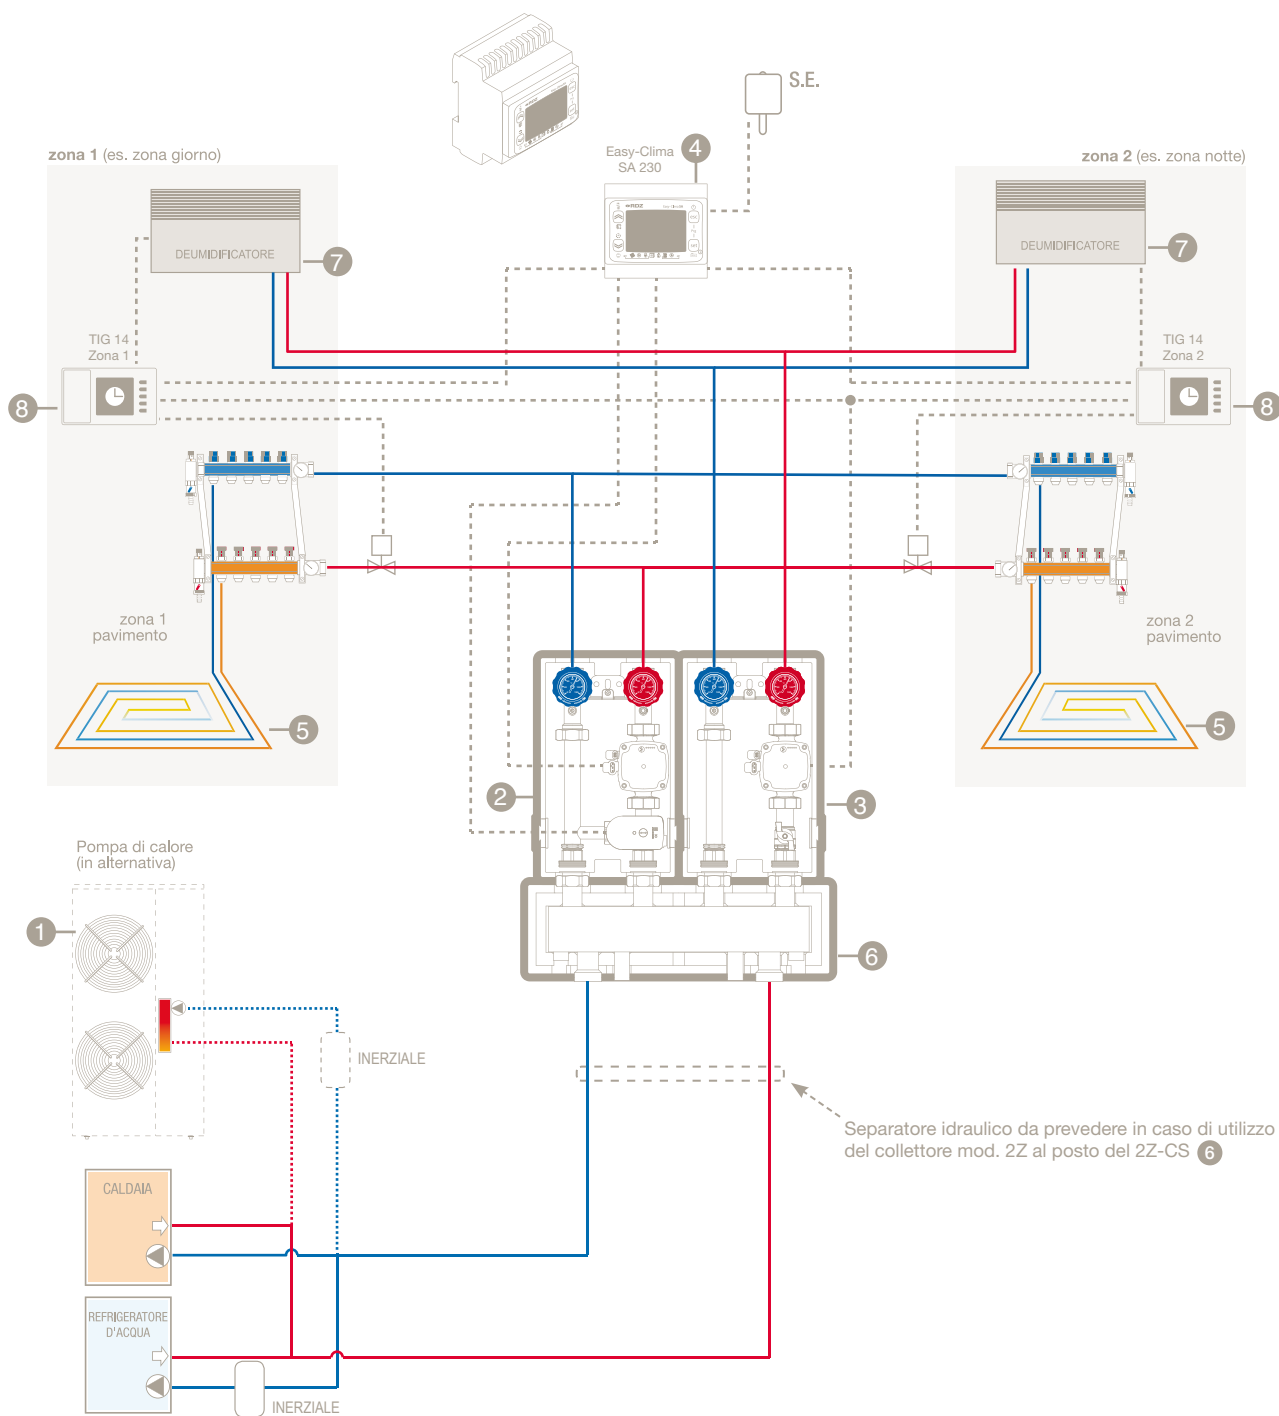 S.E.
Easy-Clima
SA 230
4
zona 1 (es. zona giorno)
zona 2 (es. zona notte)
RDZ
DEUMIDIFICATORE
7
DEUMIDIFICATORE
7
TIG 14
Zona 1
TIG 14
Zona 2
8
8
zona 1
pavimento
zona 2
pavimento
5
5
2
3
Pompa di calore
(in alternativa)
1
6
INERZIALE
Separatore idraulico da prevedere in caso di utilizzo
del collettore mod. 2Z al posto del 2Z-CS 6
CALDAIA
REFRIGERATORE
D'ACQUA
INERZIALE